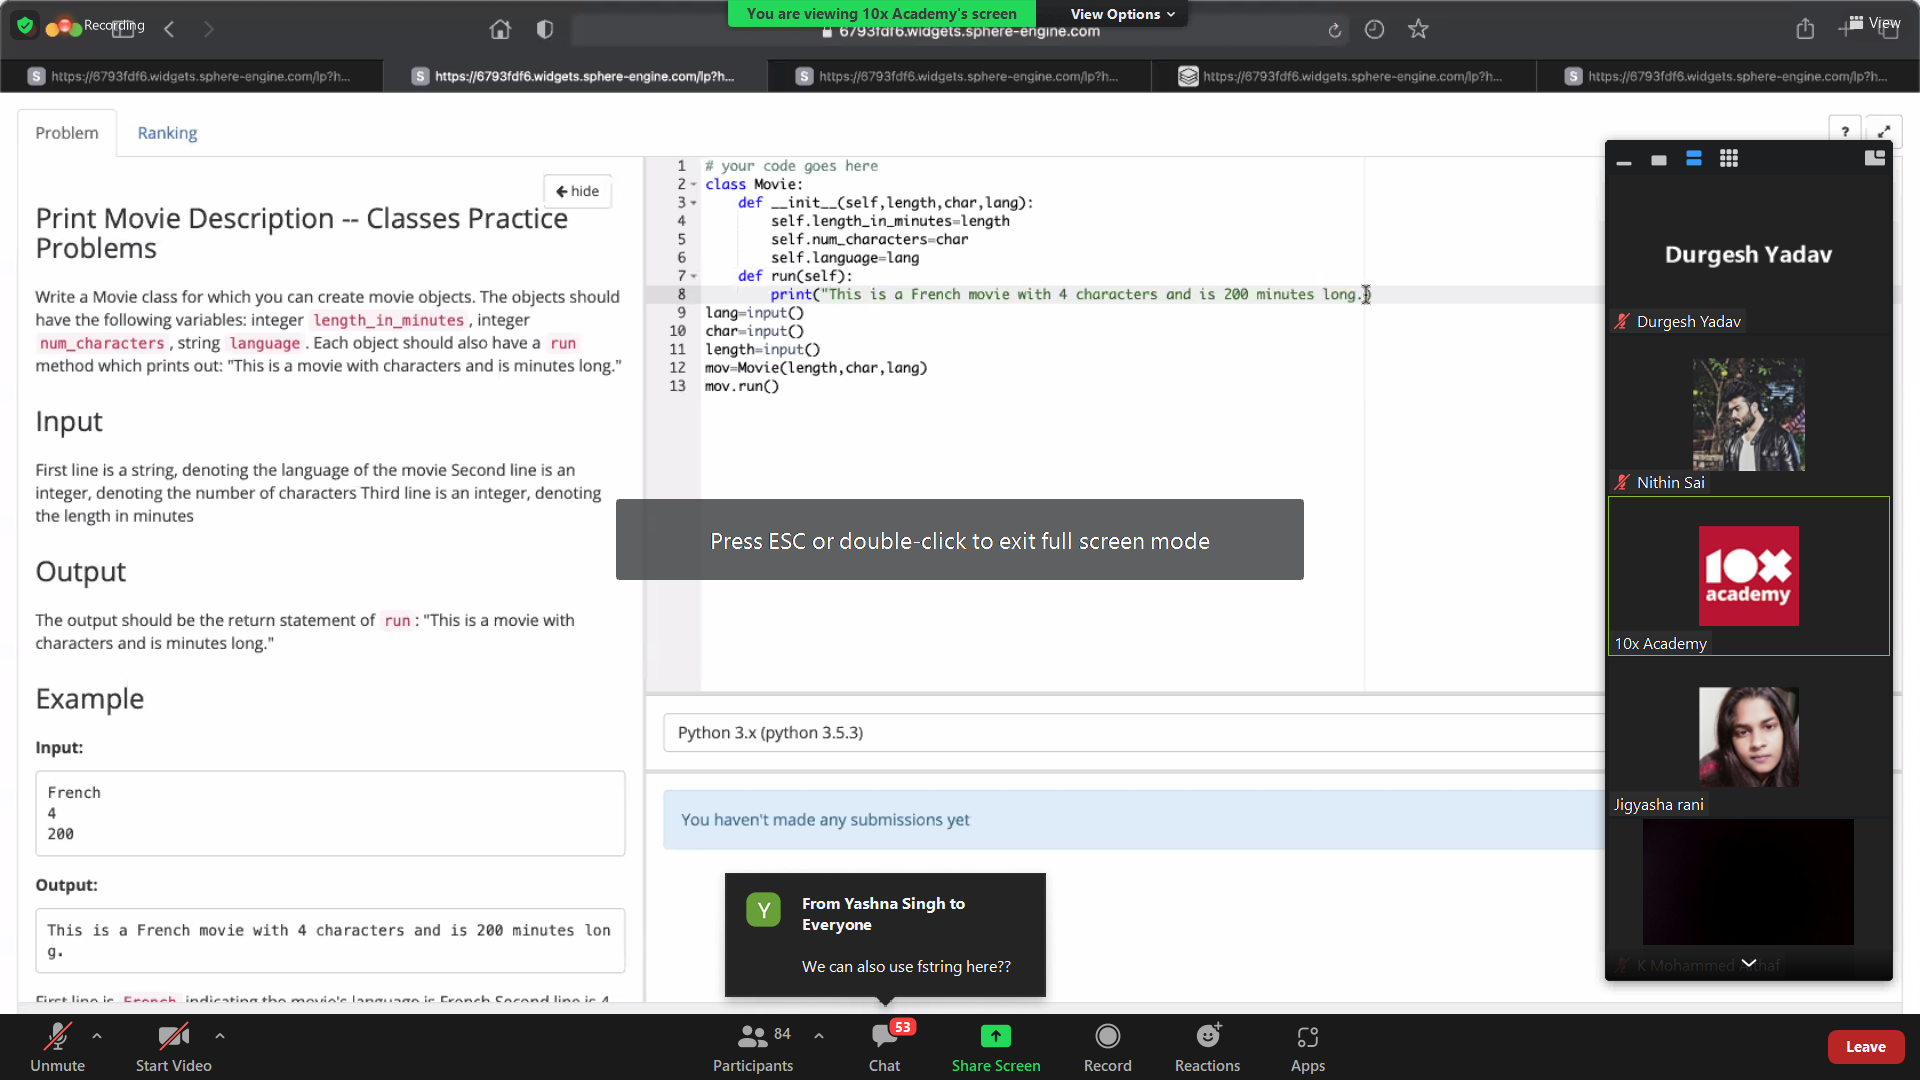 Recording
You are viewing 10x Academy's screen
View Options
View
6793fdf6.widgets.sphere-engine.com
S https://6793fdf6.widgets.sphere-engine.com/lp?h...
S https://6793fdf6.widgets.sphere-engine.com/lp?h...
S https://6793fdf6.widgets.sphere-engine.com/lp?h...
https://6793fdf6.widgets.sphere-engine.com/lp?h...
S https://6793fdf6.widgets.sphere-engine.com/lp?h...
Problem
Ranking
?
hide
Print Movie Description -- Classes Practice
Problems
Write a Movie class for which you can create movie objects. The objects should
have the following variables: integer length_in_minutes , integer
num_characters , string language . Each object should also have a run
method which prints out: "This is a movie with characters and is minutes long."
Input
First line is a string, denoting the language of the movie Second line is an
integer, denoting the number of characters Third line is an integer, denoting
the length in minutes
Output
The output should be the return statement of run : "This is a movie with
characters and is minutes long."
Example
Input:
French
4
200
Output:
This is a French movie with 4 characters and is 200 minutes lon
g.
First line is French indicating the movie's language is French Second line is 4
1 # your code goes here
2 class Movie:
3 def __init__(self,length,char,lang):
4 self.length_in_minutes=length
5 self.num_characters=char
6 self.language=lang
7 def run(self):
8 print("This is a French movie with 4 characters and is 200 minutes long.)
9 lang=input()
10 char=input()
11 length=input()
12 mov=Movie(length,char,lang)
13 mov.run()
Press ESC or double-click to exit full screen mode
Python 3.x (python 3.5.3)
You haven't made any submissions yet
Y
From Yashna Singh to
Everyone
We can also use fstring here??
Durgesh Yadav
Durgesh Yadav
Nithin Sai
10x
academy
10x Academy
Jigyasha rani
K Mohammed Althaf
Unmute
Start Video
84
Participants
53
Chat
Share Screen
Record
Reactions
Apps
Leave